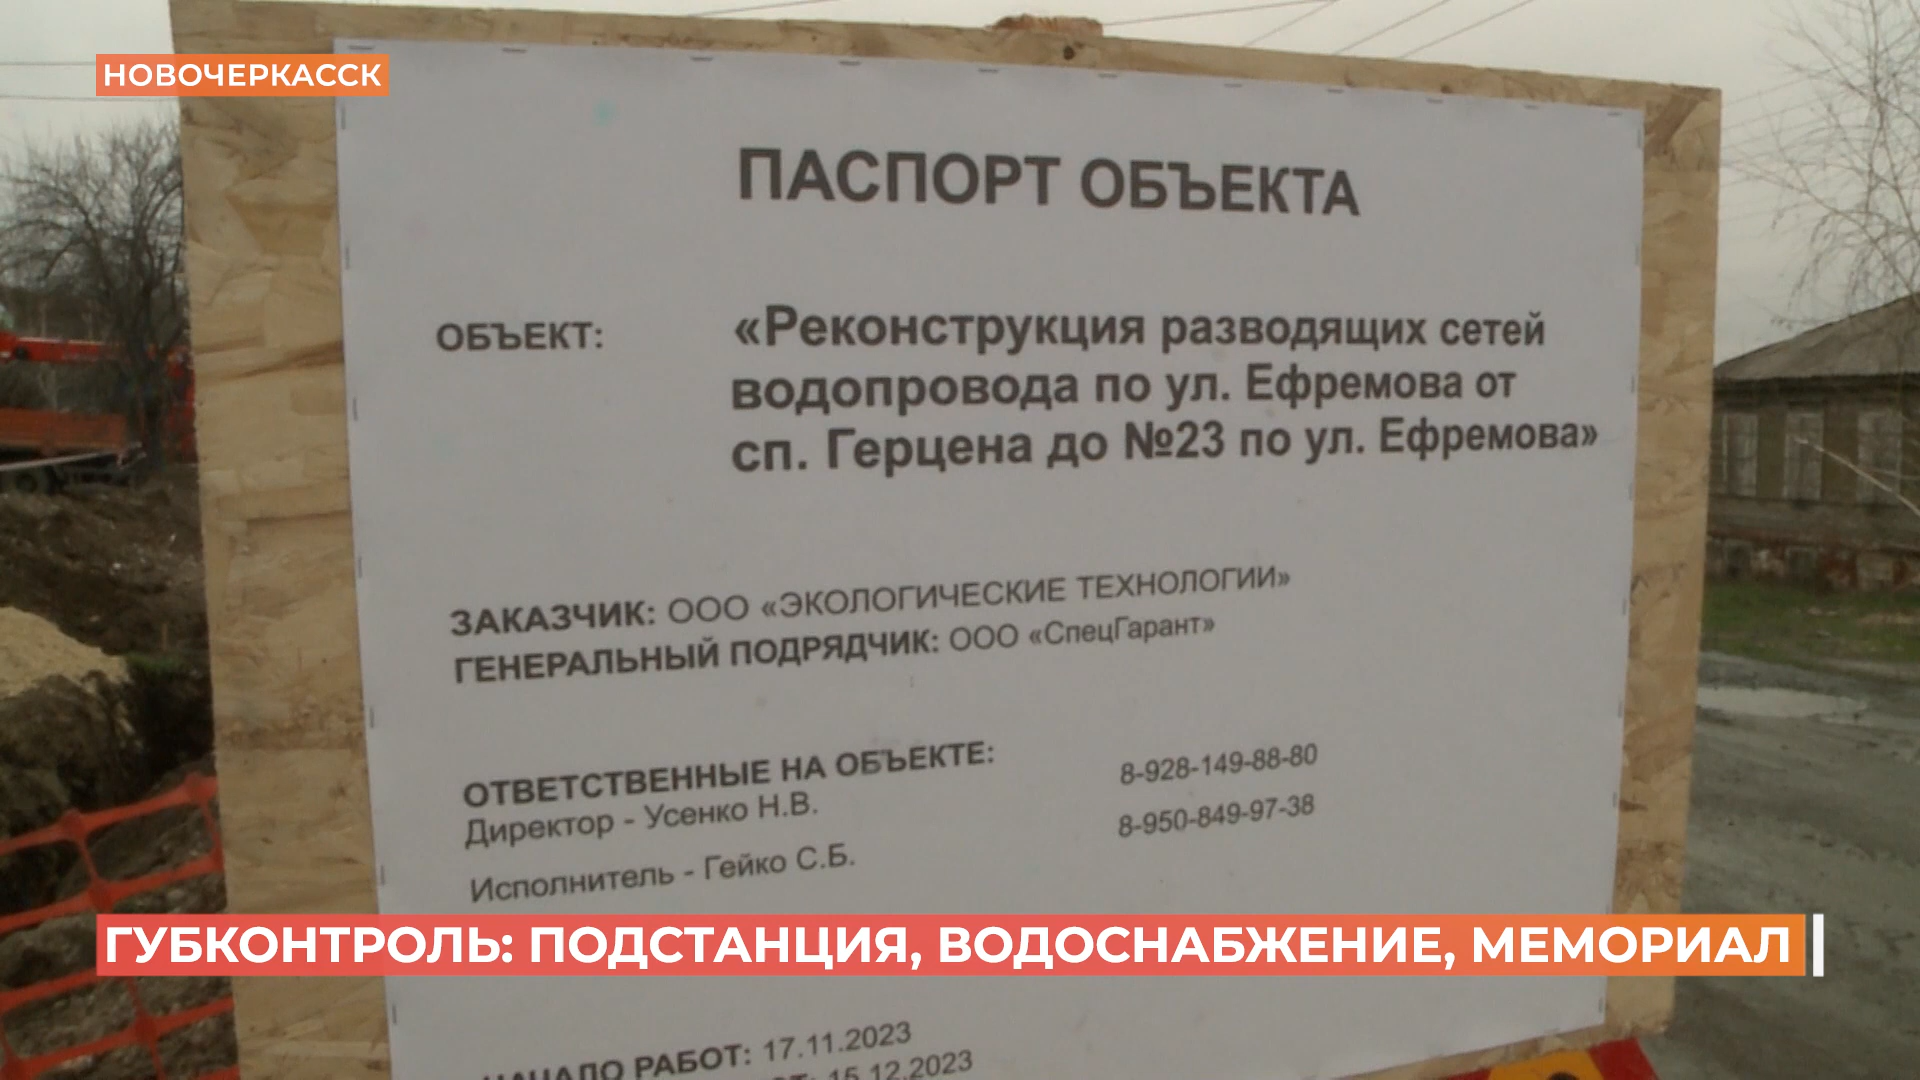 НОВОЧЕРКАССК
ПАСПОРТ ОБЪЕКТА
ОБЪЕКТ: «Реконструкция разводящих сетей
водопровода по ул. Ефремова от
сп. Герцена до №23 по ул. Ефремова»
ЗАКАЗЧИК: ООО «ЭКОЛОГИЧЕСКИЕ ТЕХНОЛОГИИ»
ГЕНЕРАЛЬНЫЙ ПОДРЯДЧИК: ООО «СпецГарант»
ОТВЕТСТВЕННЫЕ НА ОБЪЕКТЕ:
Директор - Усенко Н.В. 8-928-149-88-80
Исполнитель - Гейко С.Б. 8-950-849-97-38
ГУБКОНТРОЛЬ: ПОДСТАНЦИЯ, ВОДОСНАБЖЕНИЕ, МЕМОРИАЛ
НАЧАЛО РАБОТ: 17.11.2023
15.12.2023